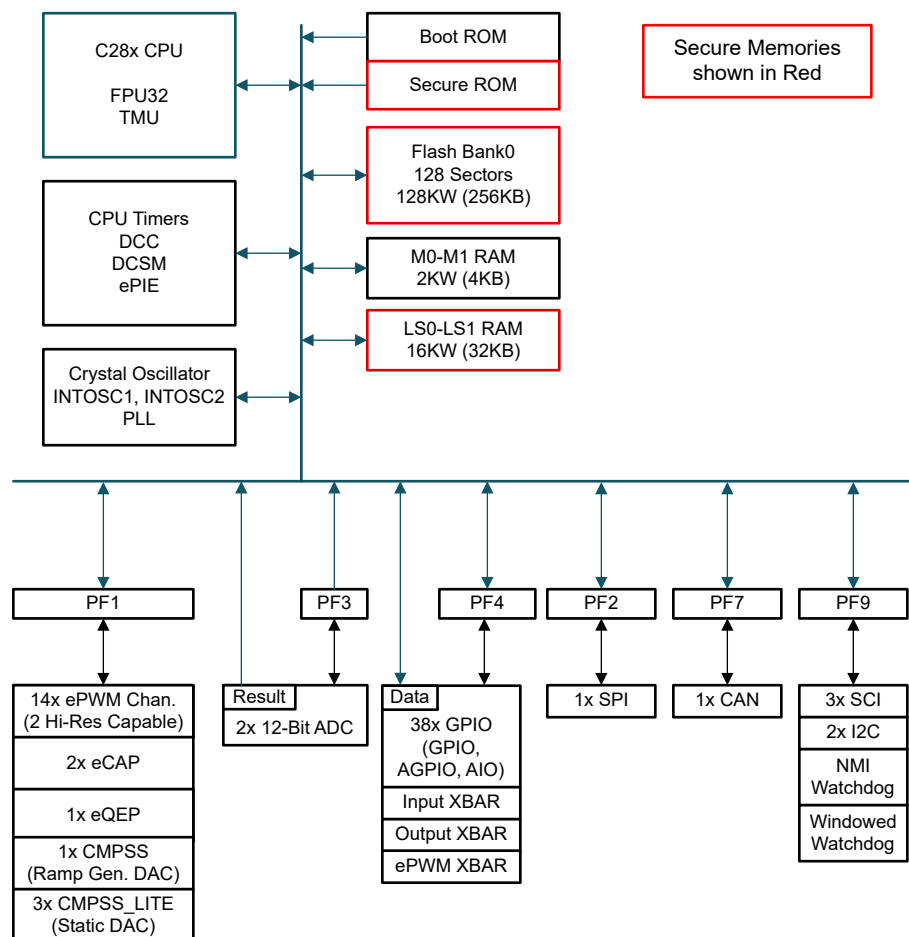 C28x CPU
FPU32
TMU
Boot ROM
Secure ROM
Secure Memories
shown in Red
Flash Bank0
128 Sectors
128KW (256KB)
CPU Timers
DCC
DCSM
ePIE
M0-M1 RAM
2KW (4KB)
LS0-LS1 RAM
16KW (32KB)
Crystal Oscillator
INTOSC1, INTOSC2
PLL
PF1
PF3
PF4
PF2
PF7
PF9
14x ePWM Chan.
(2 Hi-Res Capable)
2x eCAP
1x eQEP
1x CMPSS
(Ramp Gen. DAC)
3x CMPSS_LITE
(Static DAC)
Result
2x 12-Bit ADC
Data
38x GPIO
(GPIO,
AGPIO, AIO)
Input XBAR
Output XBAR
ePWM XBAR
1x SPI
1x CAN
3x SCI
2x I2C
NMI
Watchdog
Windowed
Watchdog